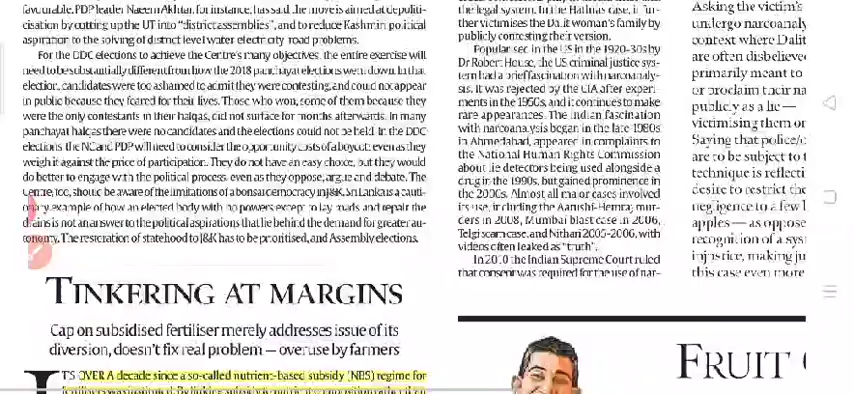 favourable. PDP leader Naeem Akhtar, for instance, has said the move is aimed at depoliti-
cisation by cutting up the UT into "district assemblies", and to reduce Kashmiri political
aspiration to the solving of district level water electricity road problems.
For the DDC elections to achieve the Centre's many objectives, the entire exercise will
need to be substantially different from how the 2018 panchayat elections went down. In that
election, candidates were too ashamed to admit they were contesting, and could not appear
in public because they feared for their lives. Those who won, some of them because they
were the only contestants in their halqas, did not surface for months afterwards. In many
panchayat halqas there were no candidates and the elections could not be held. In the DDC
elections the NC and PDP will need to consider the opportunity costs of a boycott even as they
weigh it against the price of participation. They do not have an easy choice, but they would
do better to engage with the political process, even as they oppose, argue and debate. The
Centre, too, should be aware of the limitations of a bonsai democracy in J&K. Sri Lanka is a cauti-
onary example of how an elected body with no powers except to lay roads and repair the
drains is not an answer to the political aspirations that lie behind the demand for greater au-
tonomy. The restoration of statehood to J&K has to be prioritised, and Assembly elections.
TINKERING AT MARGINS
Cap on subsidised fertiliser merely addresses issue of its
diversion, doesn't fix real problem — overuse by farmers
IT'S OVER A decade since a so-called nutrient-based subsidy (NBS) regime for
the legal system. In the Hathras case, it fur-
ther victimises the Dalit woman's family by
publicly contesting their version.
Popularised in the US in the 1920-30s by
Dr Robert House, the US criminal justice sys-
tem had a brief fascination with narcoanaly-
sis. It was rejected by the CIA after experi-
ments in the 1950s, and it continues to make
rare appearances. The Indian fascination
with narcoanalysis began in the late 1980s
in Ahmedabad, appeared in complaints to
the National Human Rights Commission
about lie detectors being used alongside a
drug in the 1990s, but gained prominence in
the 2000s. Almost all major cases involved
its use, including the Aarushi-Hemraj mur-
ders in 2008, Mumbai blast case in 2006,
Telgi scam case, and Nithari 2005-2006, with
videos often leaked as "truth".
In 2010 the Indian Supreme Court ruled
that consent was required for the use of nar-
Asking the victim's
undergo narcoanaly
context where Dalit
are often disbelieve
primarily meant to
or proclaim their na
publicly as a lie —
victimising them or
Saying that police/c
are to be subject to t
technique is reflecti
desire to restrict the
negligence to a few l
apples — as oppose
recognition of a sys
injustice, making ju
this case even more
FRUIT